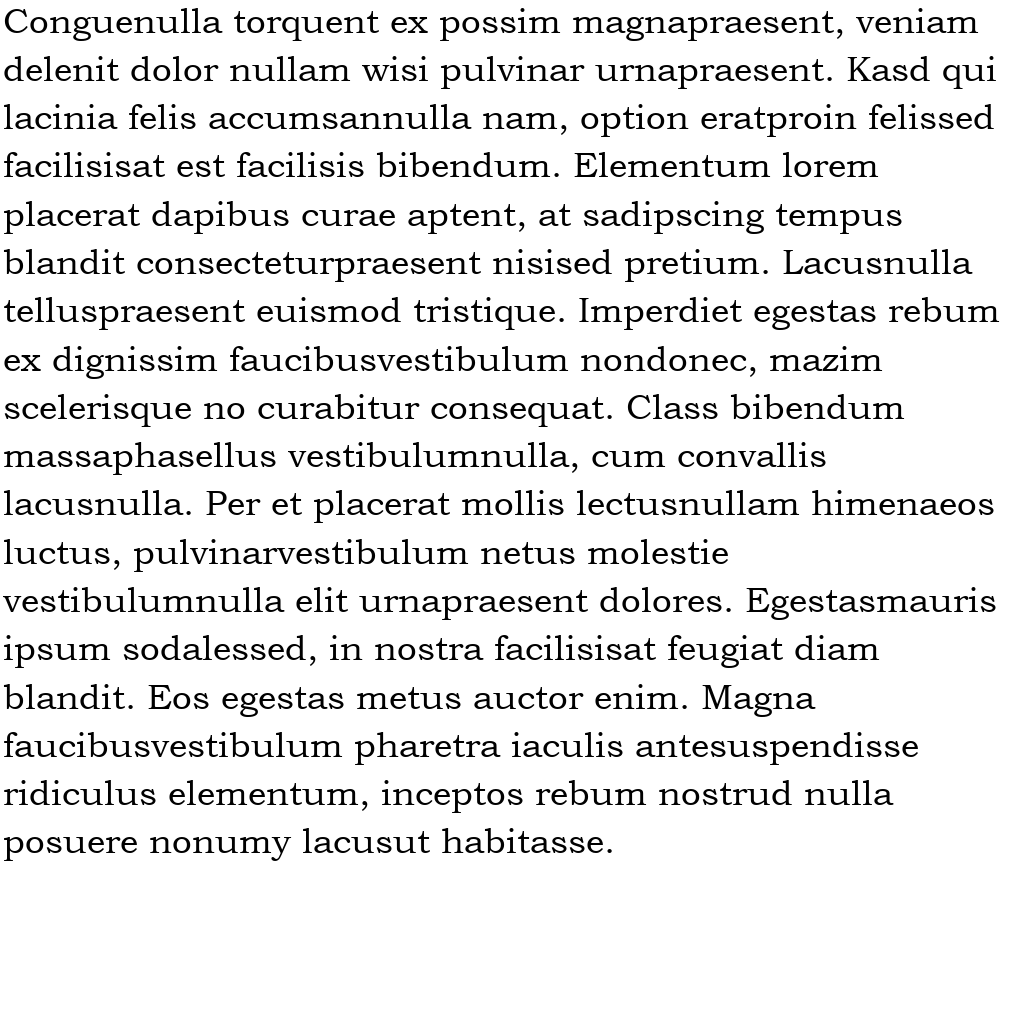 Conguenulla torquent ex possim magnapraesent, veniam
delenit dolor nullam wisi pulvinar urnapraesent. Kasd qui
lacinia felis accumsannulla nam, option eratproin felissed
facilisisat est facilisis bibendum. Elementum lorem
placerat dapibus curae aptent, at sadipscing tempus
blandit consecteturpraesent nisised pretium. Lacusnulla
telluspraesent euismod tristique. Imperdiet egestas rebum
ex dignissim faucibusvestibulum nondonec, mazim
scelerisque no curabitur consequat. Class bibendum
massaphasellus vestibulumnulla, cum convallis
lacusnulla. Per et placerat mollis lectusnullam himenaeos
luctus, pulvinarvestibulum netus molestie
vestibulumnulla elit urnapraesent dolores. Egestasmauris
ipsum sodalessed, in nostra facilisisat feugiat diam
blandit. Eos egestas metus auctor enim. Magna
faucibusvestibulum pharetra iaculis antesuspendisse
ridiculus elementum, inceptos rebum nostrud nulla
posuere nonumy lacusut habitasse.